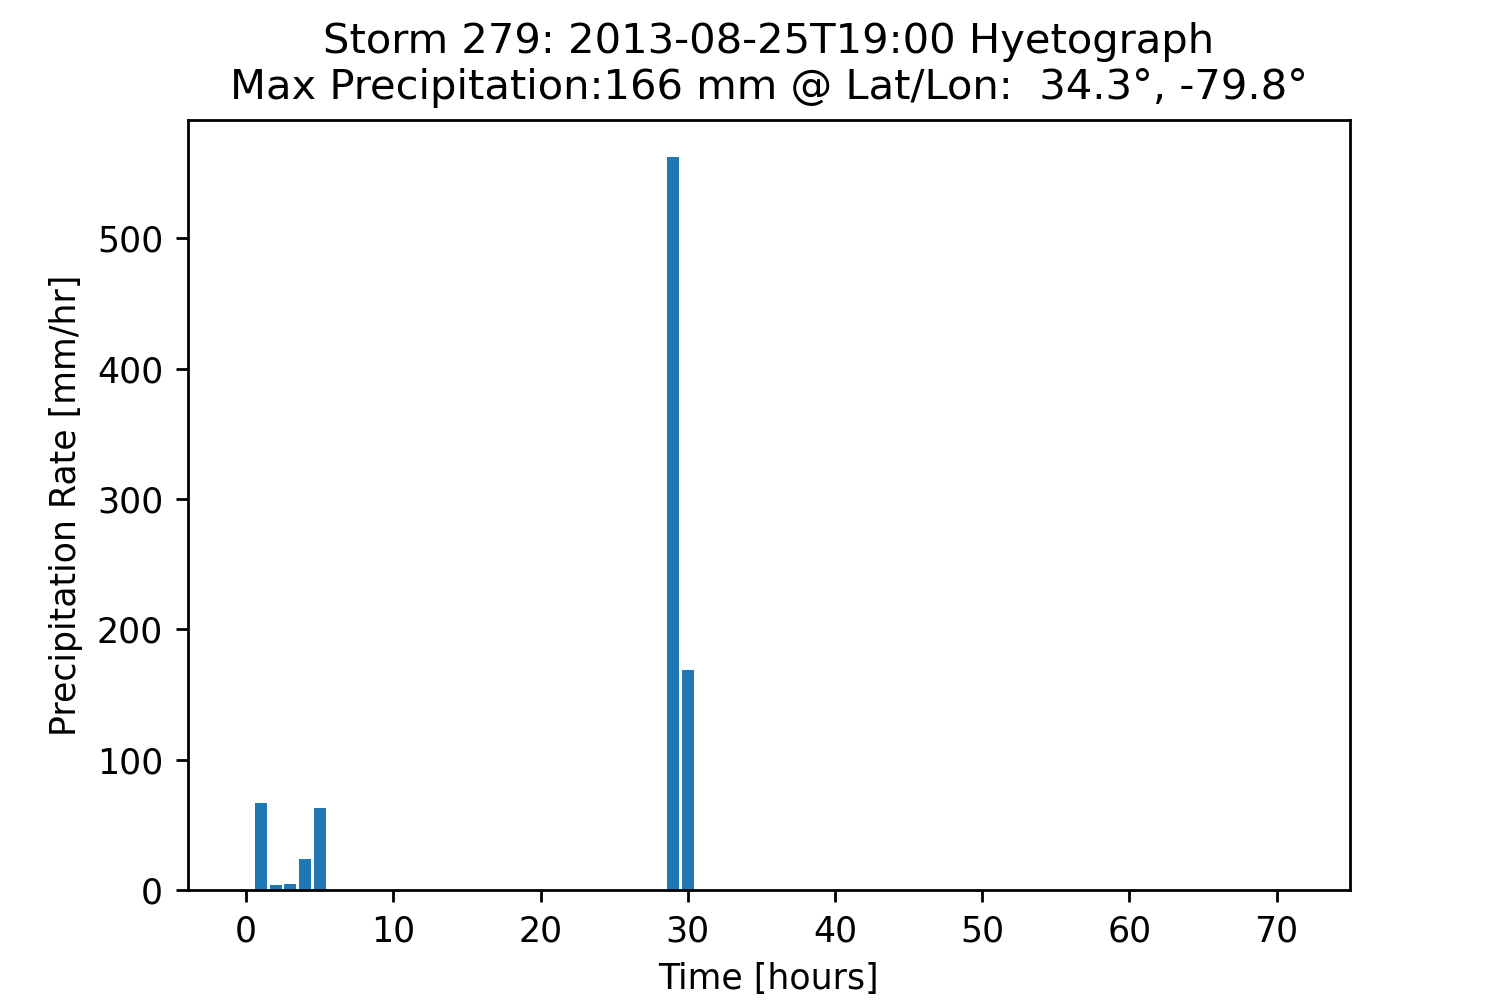 Storm 279: 2013-08-25T19:00 Hyetograph
Max Precipitation:166 mm @ Lat/Lon:  34.3°, -79.8°
Precipitation Rate [mm/hr]
500
400
300
200
100
0
0 10 20 30 40 50 60 70
Time [hours]